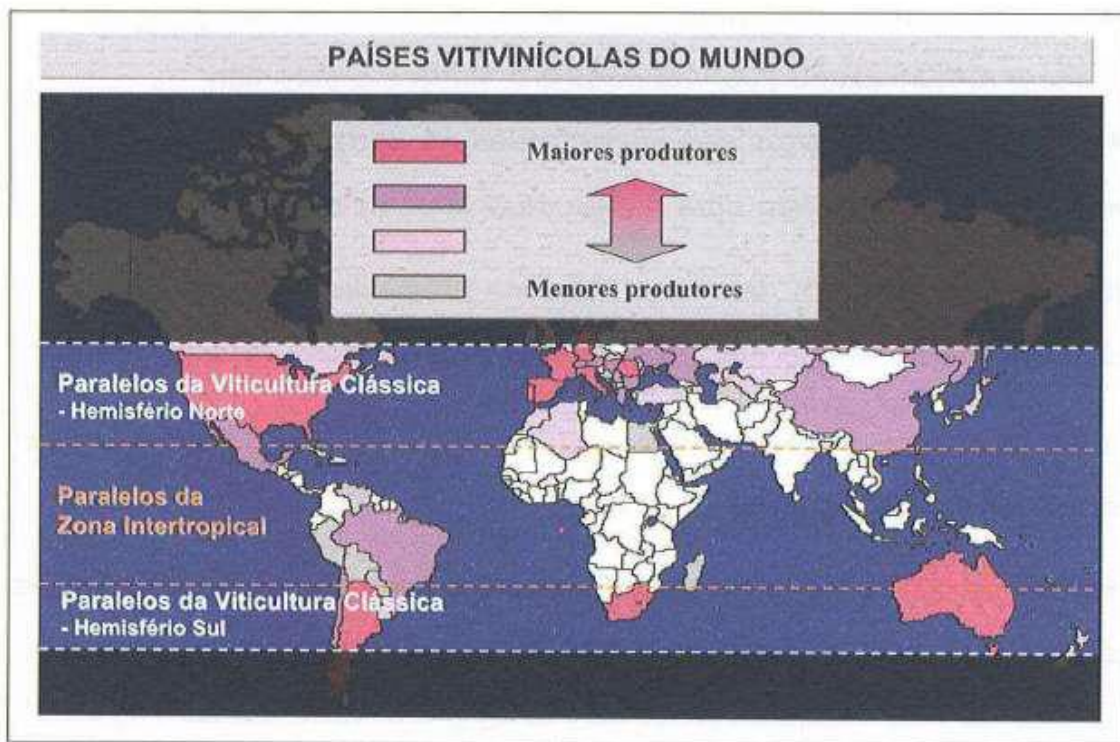 PAÍSES VITIVINÍCOLAS DO MUNDO
Maiores produtores
Menores produtores
Paralelos da Viticultura Clássica
- Hemisfério Norte
Paralelos da
Zona Intertropical
Paralelos da Viticultura Clássica
- Hemisfério Sul